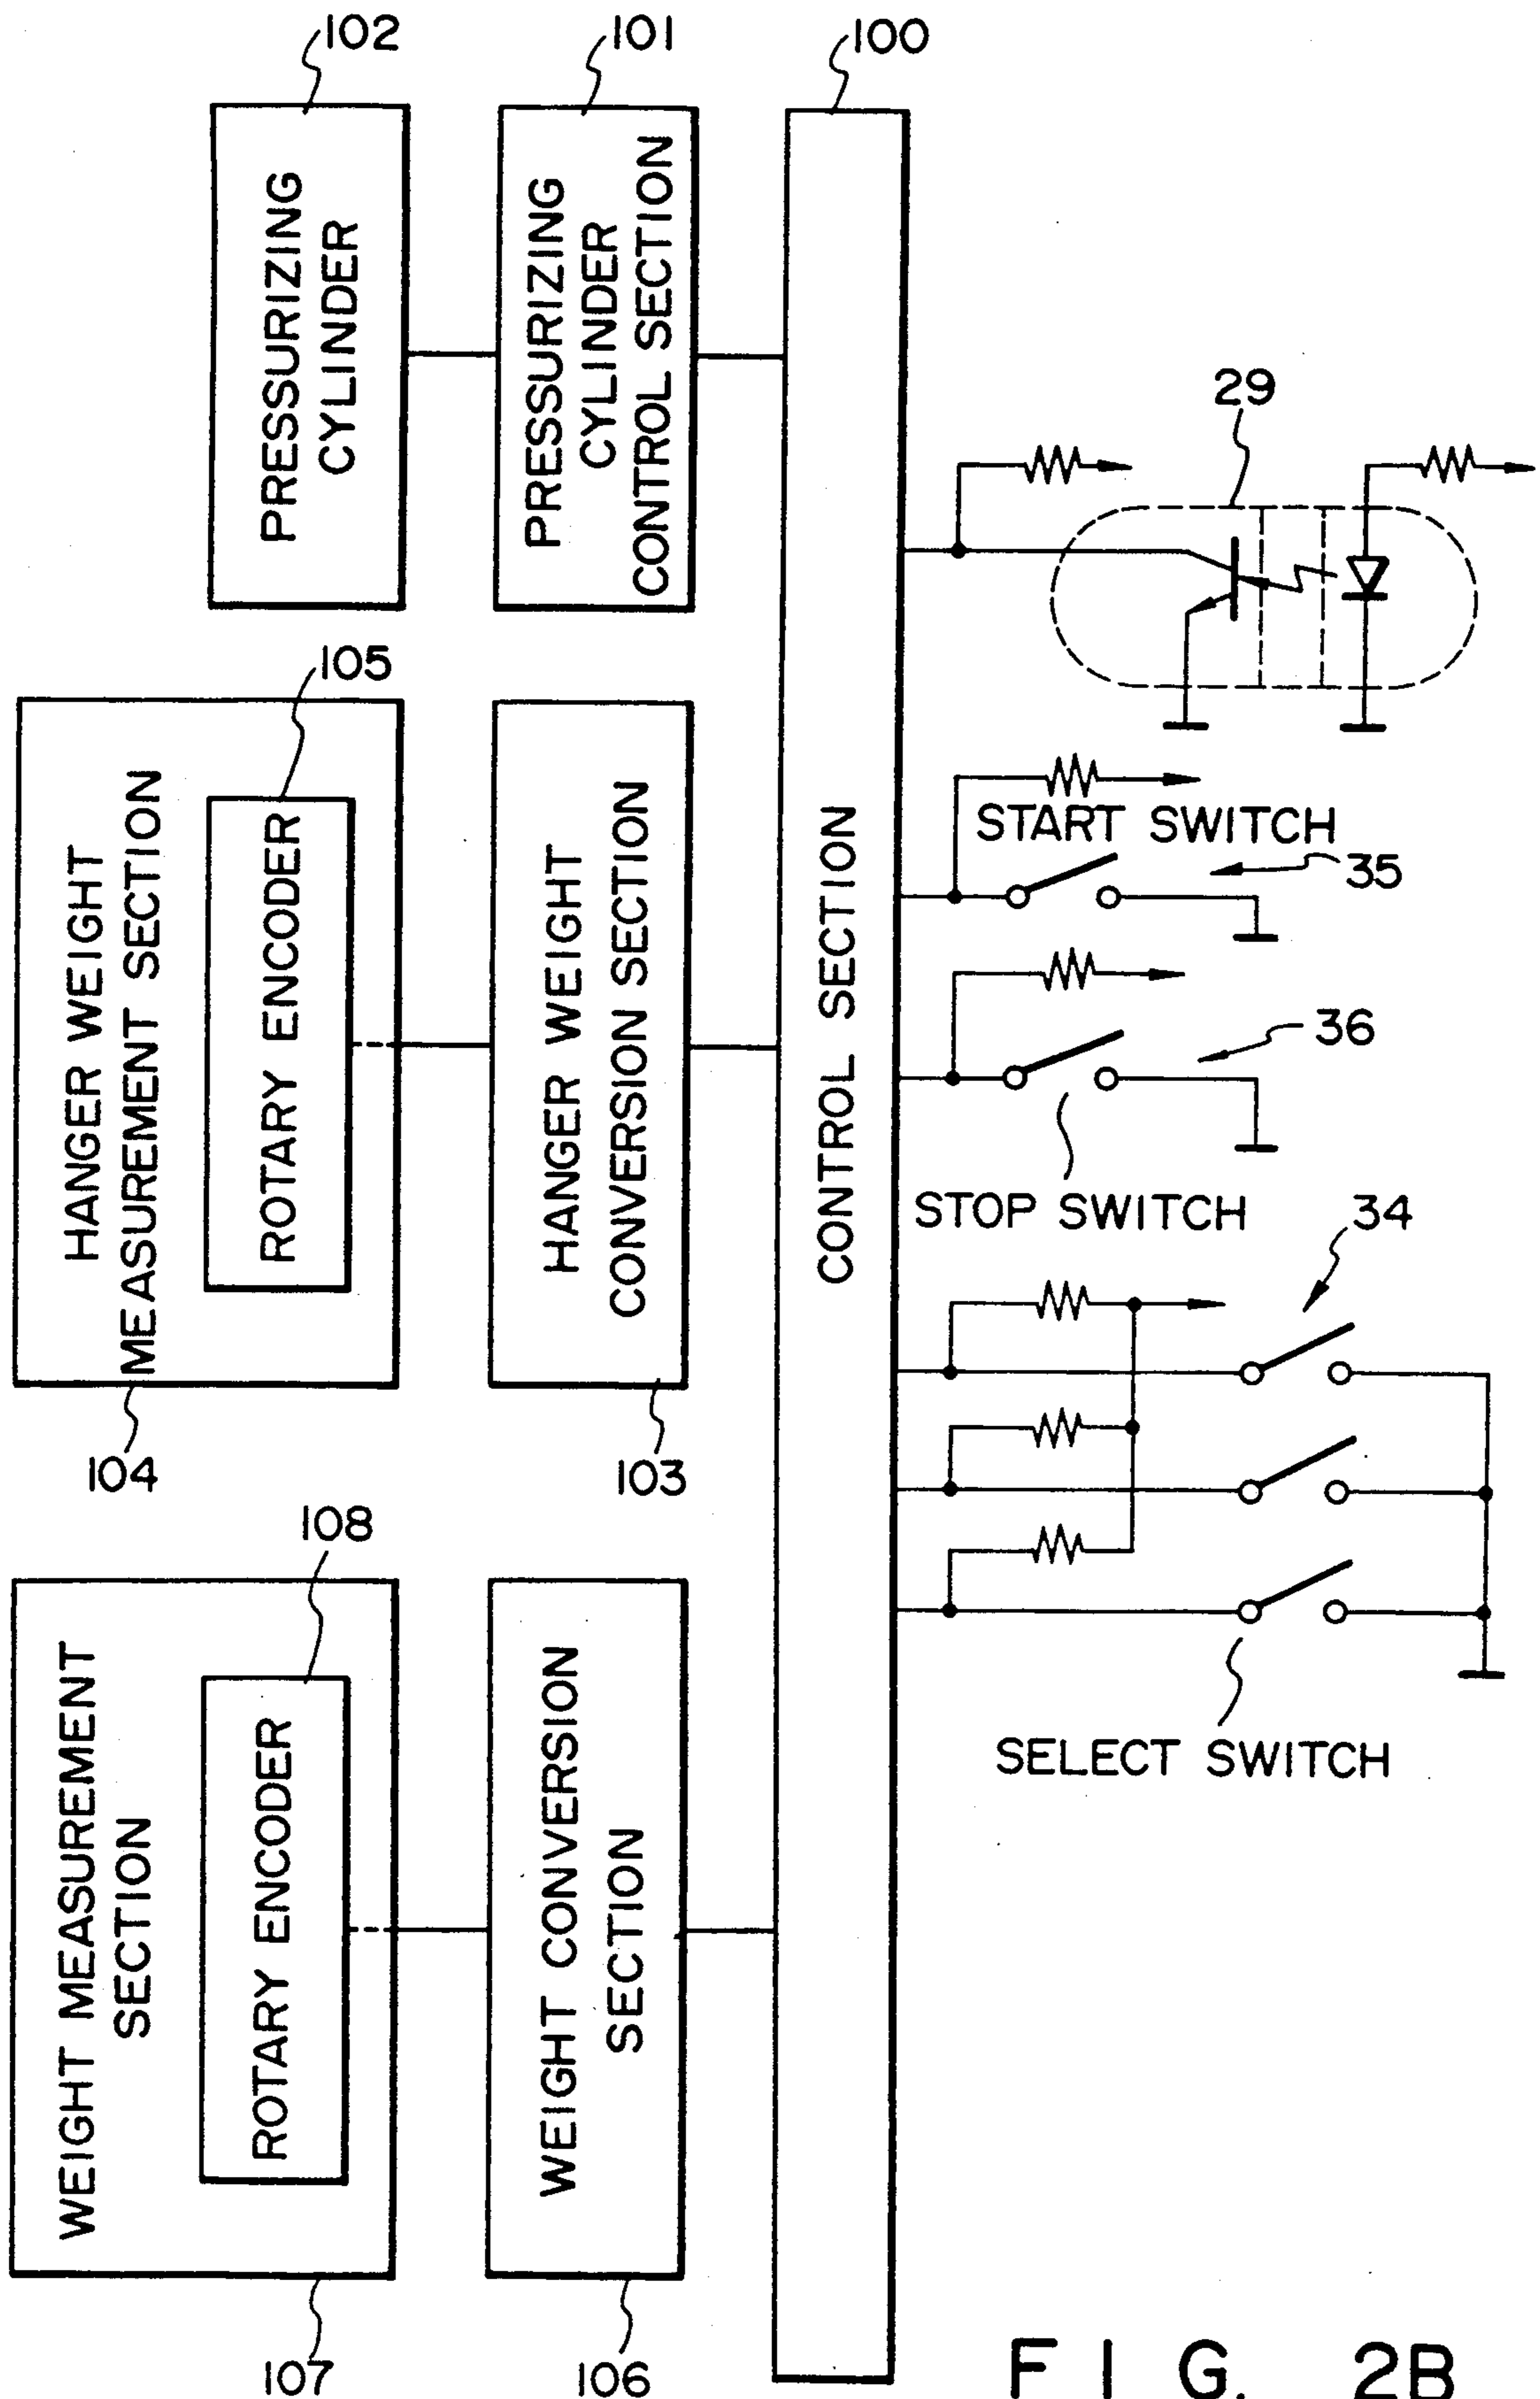 102
101
100
PRESSURIZING
CYLINDER
PRESSURIZING
CYLINDER
CONTROL SECTION
29
105
HANGER WEIGHT
MEASUREMENT SECTION
ROTARY ENCODER
HANGER WEIGHT
CONVERSION SECTION
CONTROL SECTION
START SWITCH
35
36
STOP SWITCH
34
104
103
108
WEIGHT MEASUREMENT
SECTION
ROTARY ENCODER
WEIGHT CONVERSION
SECTION
SELECT SWITCH
107
106
FIG. 2B